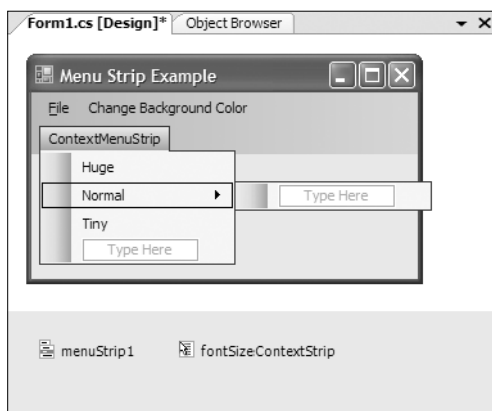 Form1.cs [Design]* Object Browser
Menu Strip Example
File Change Background Color
ContextMenuStrip
Huge
Normal Type Here
Tiny
Type Here
menuStrip1 fontSizeContextStrip